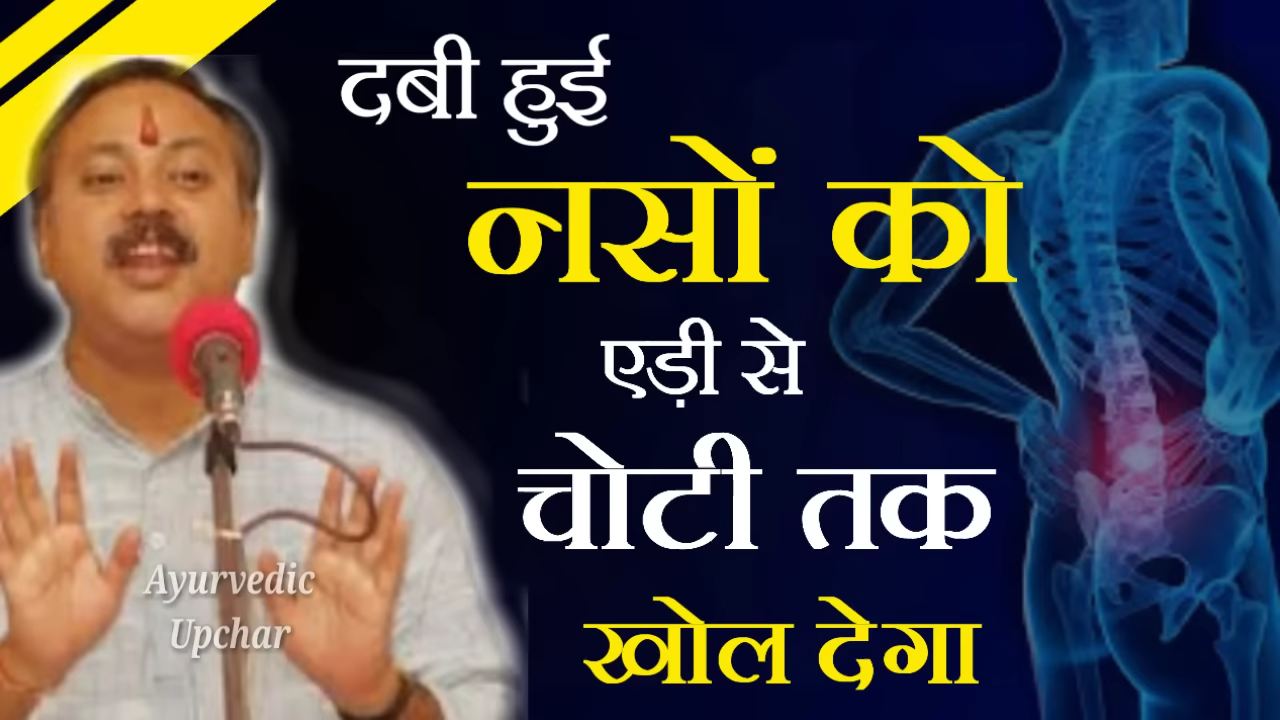 दबी हुई
नसों को
एड़ी से
चोटी तक
खोल देगा
Ayurvedic
Upchar